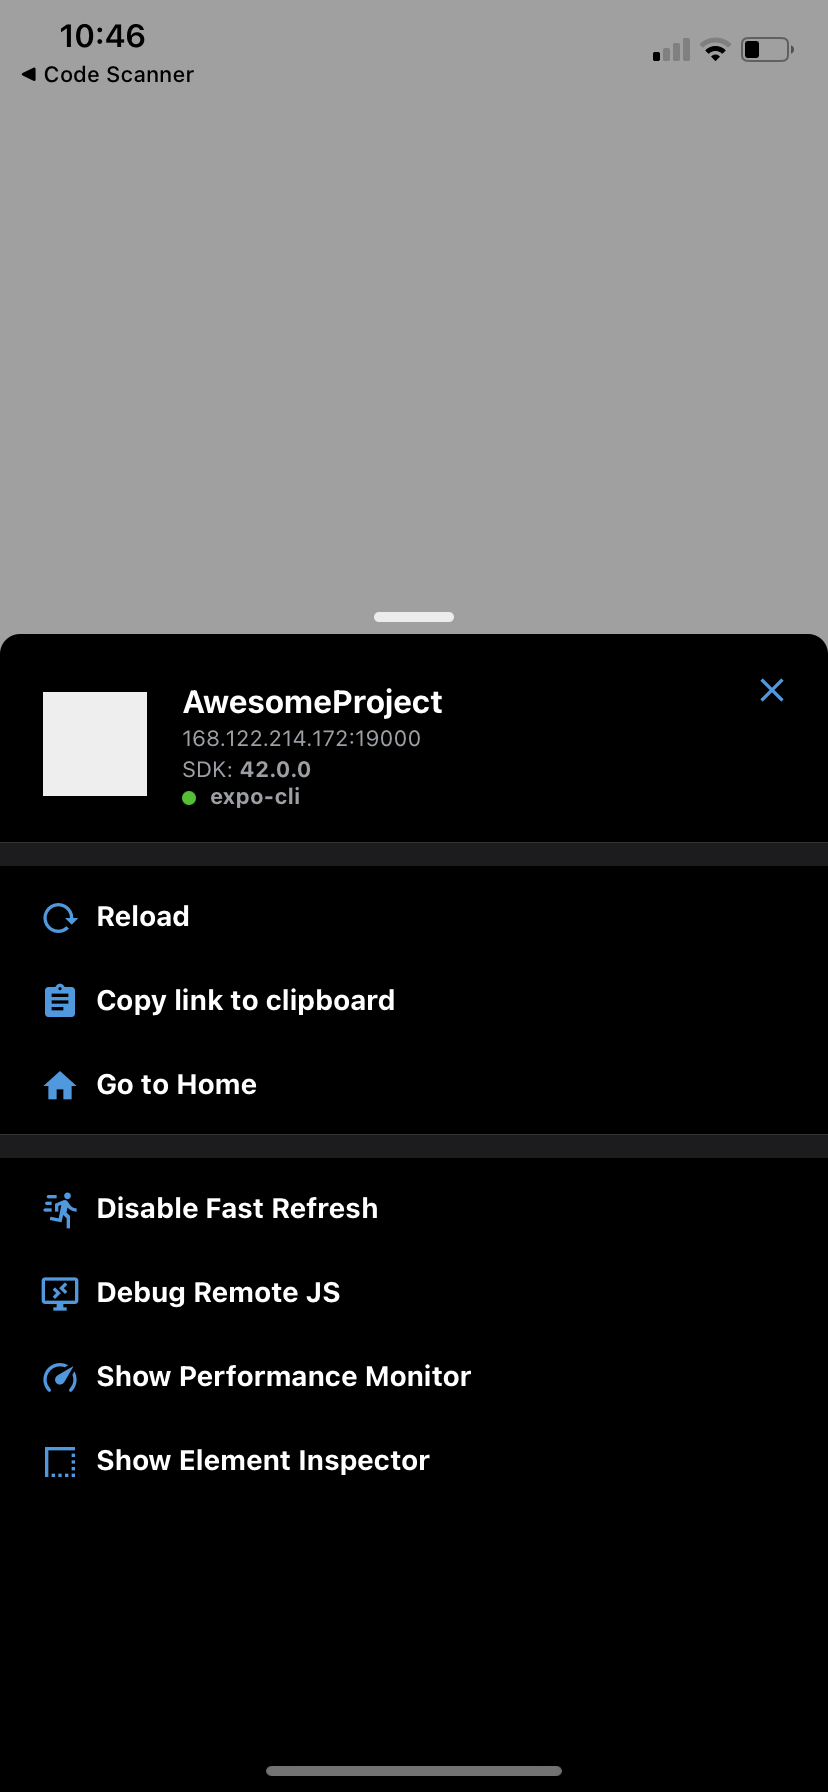 10:46
Code Scanner
AwesomeProject
168.122.214.172:19000
SDK: 42.0.0
expo-cli
Reload
Copy link to clipboard
Go to Home
Disable Fast Refresh
Debug Remote JS
Show Performance Monitor
Show Element Inspector